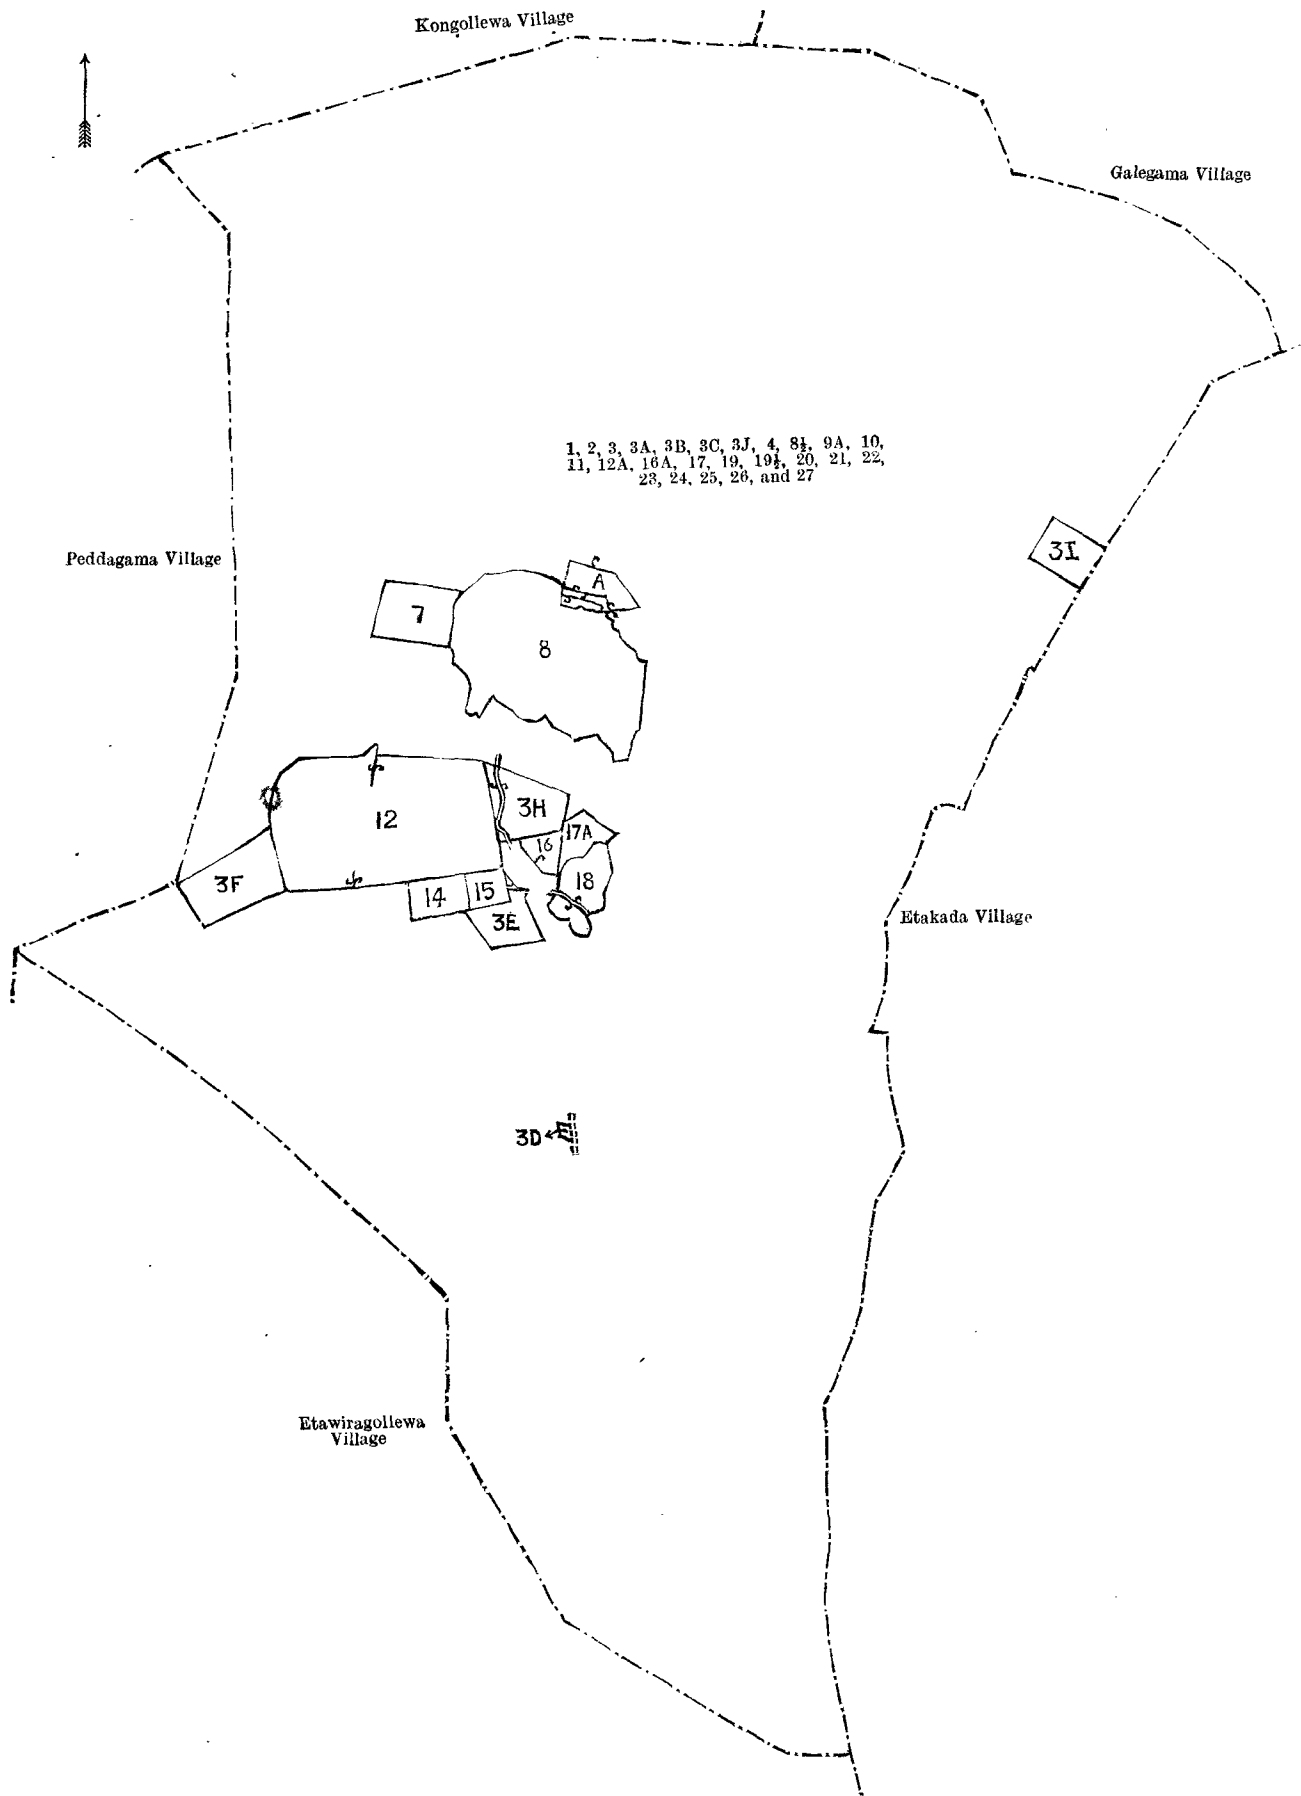 Kongollewa Village
Galegama Village
1, 2, 3, 3A, 3B, 3C, 3J, 4, 8½, 9A, 10,
11, 12A, 16A, 17, 19, 19½, 20, 21, 22,
23, 24, 25, 26, and 27
3I
Peddagama Village
A
7
8
3H
12
17A
16
3F
18
14
15
3E
Etakada Village
3D
Etawiragollewa
Village